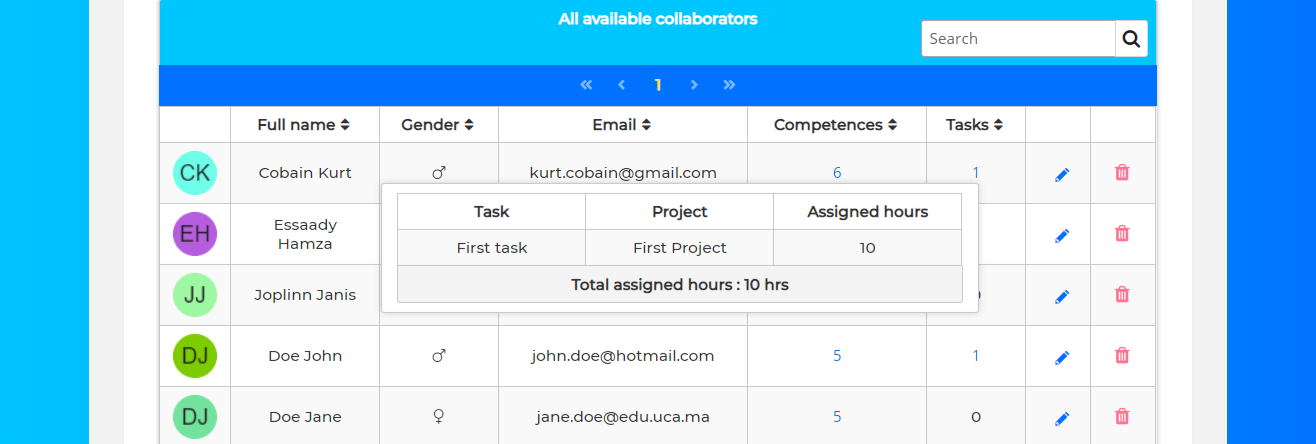 All available collaborators
Search
« ‹ 1 › »
Full name Gender Email Competences Tasks
CK Cobain Kurt ♂ kurt.cobain@gmail.com 6 1
Task Project Assigned hours
EH Essaady
Hamza
First task First Project 10
Total assigned hours : 10 hrs
JJ Joplinn Janis
DJ Doe John ♂ john.doe@hotmail.com 5 1
DJ Doe Jane ♀ jane.doe@edu.uca.ma 5 0